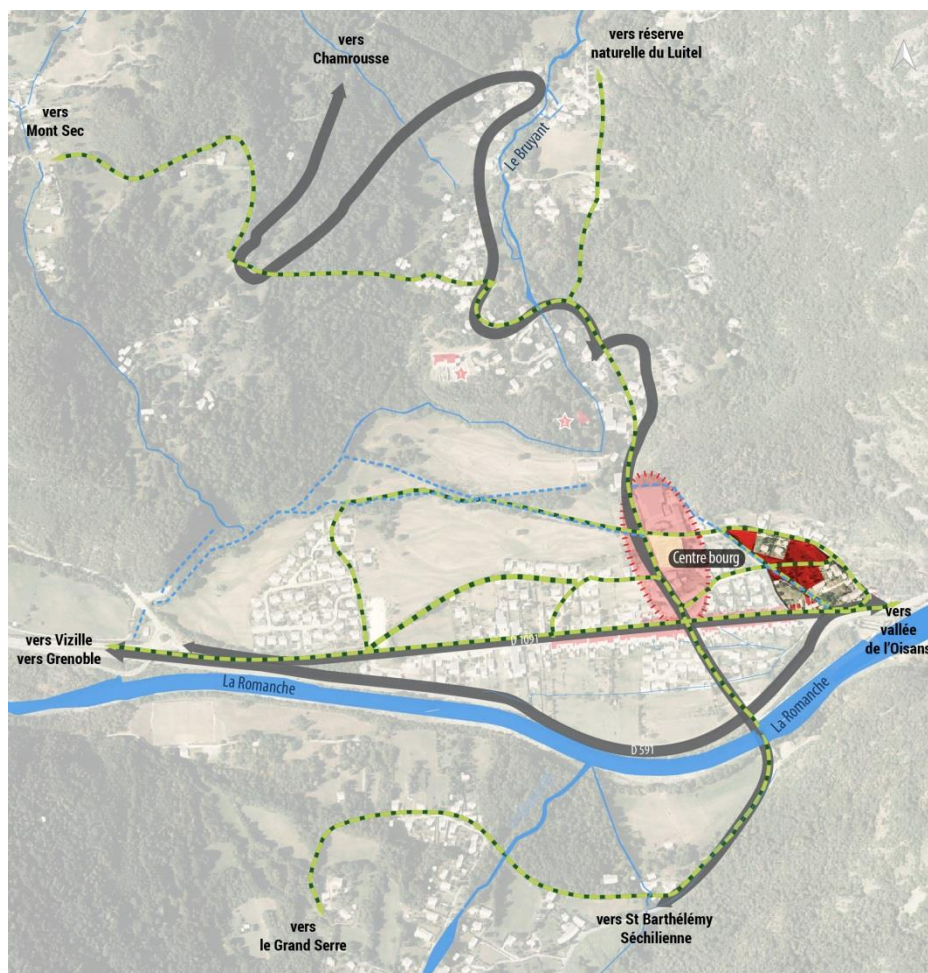 vers réserve
naturelle du Luitel
vers
Chamrousse
vers
Mont Sec
Le Bruyant
Centre bourg
vers
vallée
de l'Oisans
D 1091
vers Vizille
vers Grenoble
La Romanche
La Romanche
D 591
vers St Barthélémy
Séchilienne
vers
le Grand Serre